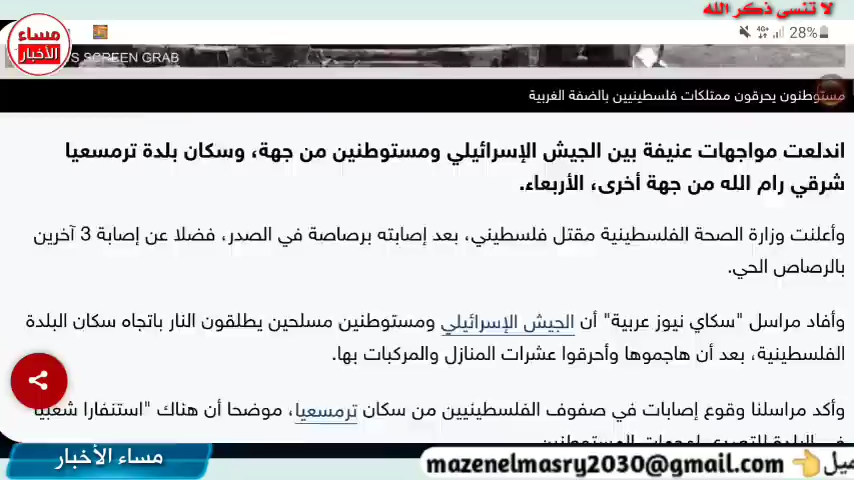 لا تنسى ذكر الله
مساء
الأخبار
4G+ 28%
S SCREEN GRAB
مستوطنون يحرقون ممتلكات فلسطينيين بالضفة الغربية
اندلعت مواجهات عنيفة بين الجيش الإسرائيلي ومستوطنين من جهة، وسكان بلدة ترمسعيا
شرقي رام الله من جهة أخرى، الأربعاء.
وأعلنت وزارة الصحة الفلسطينية مقتل فلسطيني، بعد إصابته برصاصة في الصدر، فضلا عن إصابة 3 آخرين
بالرصاص الحي.
وأفاد مراسل "سكاي نيوز عربية" أن الجيش الإسرائيلي ومستوطنين مسلحين يطلقون النار باتجاه سكان البلدة
الفلسطينية، بعد أن هاجموها وأحرقوا عشرات المنازل والمركبات بها.
وأكد مراسلنا وقوع إصابات في صفوف الفلسطينيين من سكان ترمسعيا، موضحا أن هناك "استنفارا شعبيا
مساء الأخبار
mazenelmasry2030@gmail.com